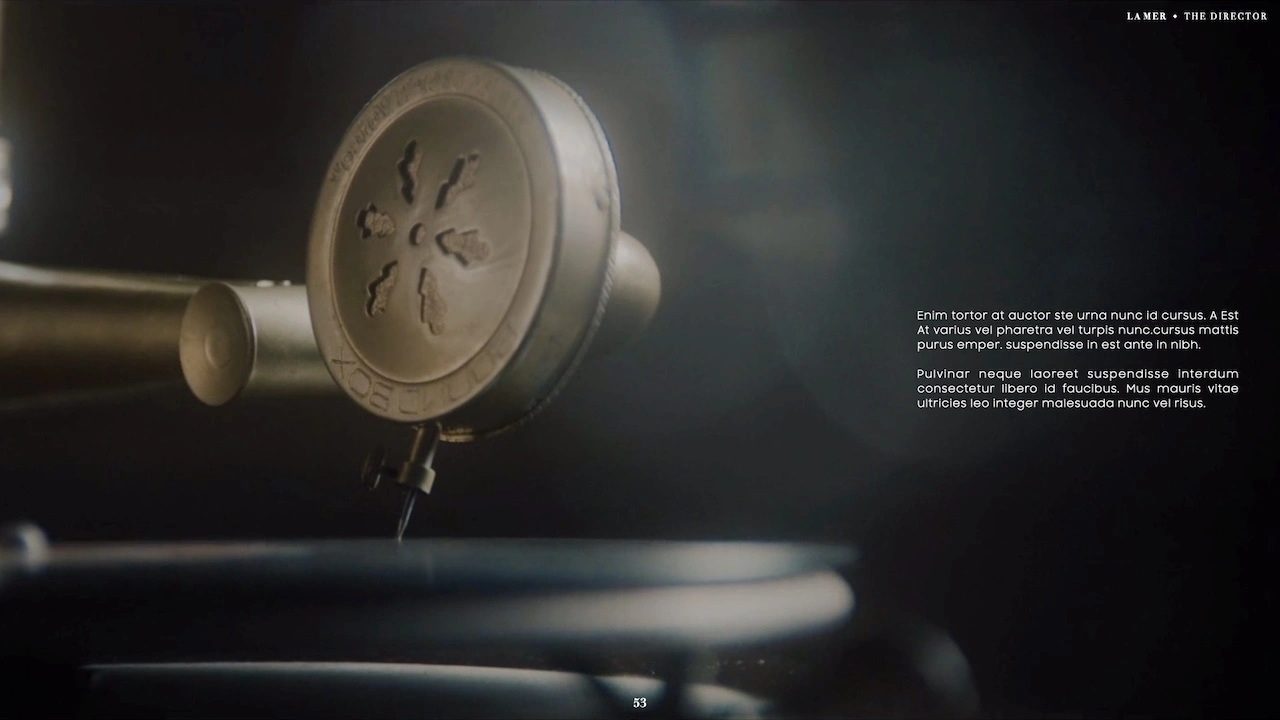 LA MER • THE DIRECTOR
Enim tortor at auctor ste urna nunc id cursus. A Est
At varius vel pharetra vel turpis nunc.cursus mattis
purus emper. suspendisse in est ante in nibh.
Pulvinar neque laoreet suspendisse interdum
consectetur libero id faucibus. Mus mauris vitae
ultricies leo integer malesuada nunc vel risus.
53